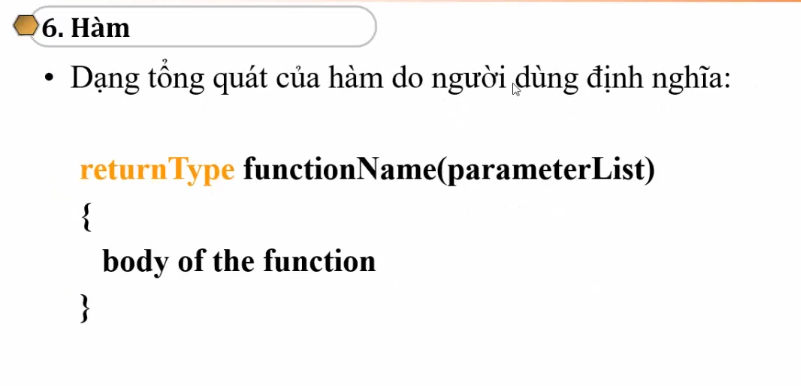 6. Hàm
• Dạng tổng quát của hàm do người dùng định nghĩa:
returnType functionName(parameterList)
{
body of the function
}